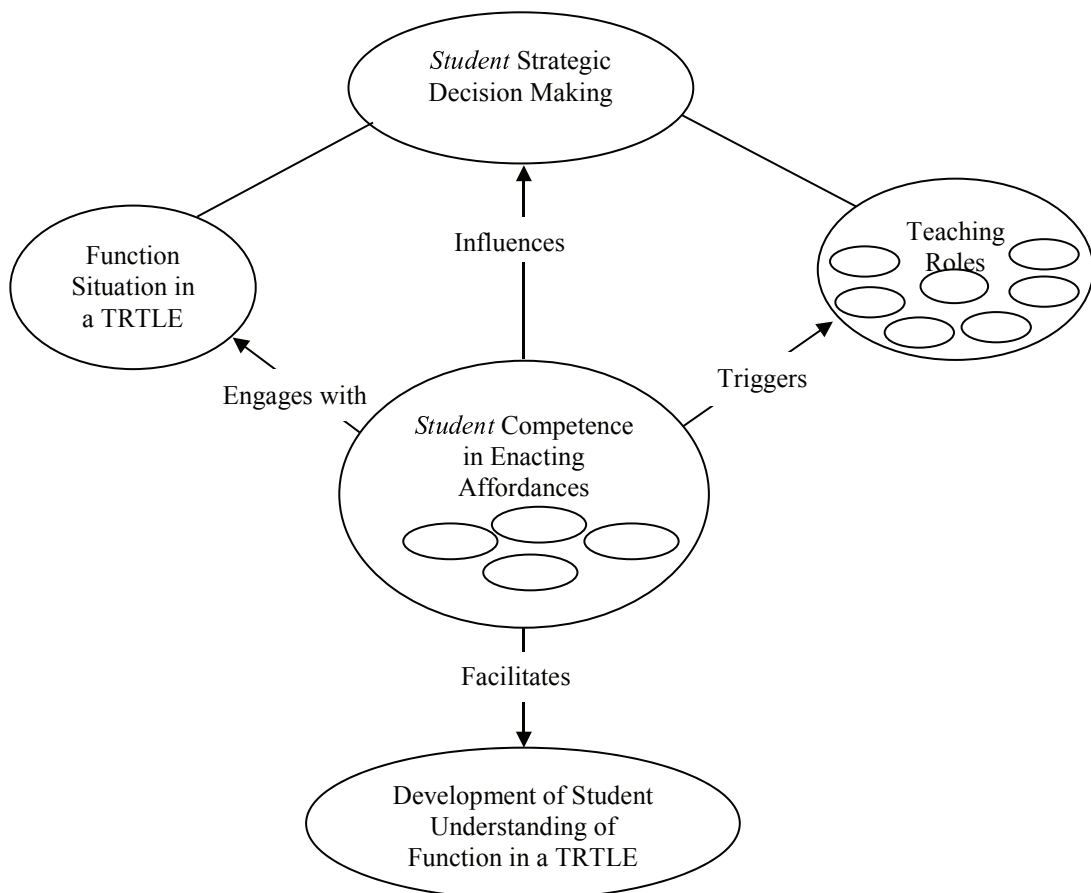 Student Strategic
Decision Making
Influences
Function
Situation in
a TRTLE
Teaching
Roles
Engages with
Triggers
Student Competence
in Enacting
Affordances
Facilitates
Development of Student
Understanding of
Function in a TRTLE